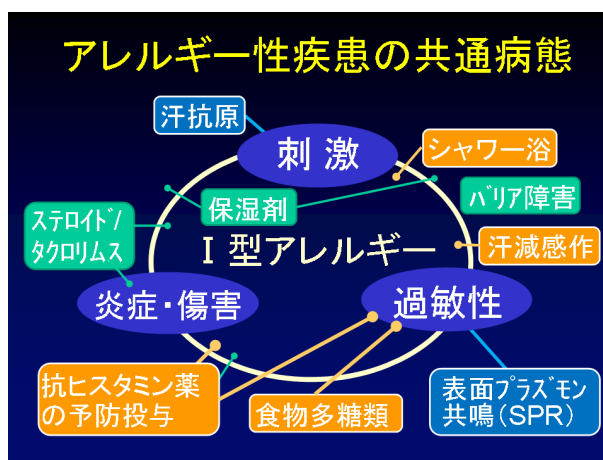 アレルギー性疾患の共通病態
汗抗原
刺 激
シャワー浴
保湿剤
バリア障害
ステロイド/
タクロリムス
Ⅰ 型アレルギー
汗減感作
炎症・傷害
過敏性
抗ヒスタミン薬
の予防投与
食物多糖類
表面プラズモン
共鳴(SPR)